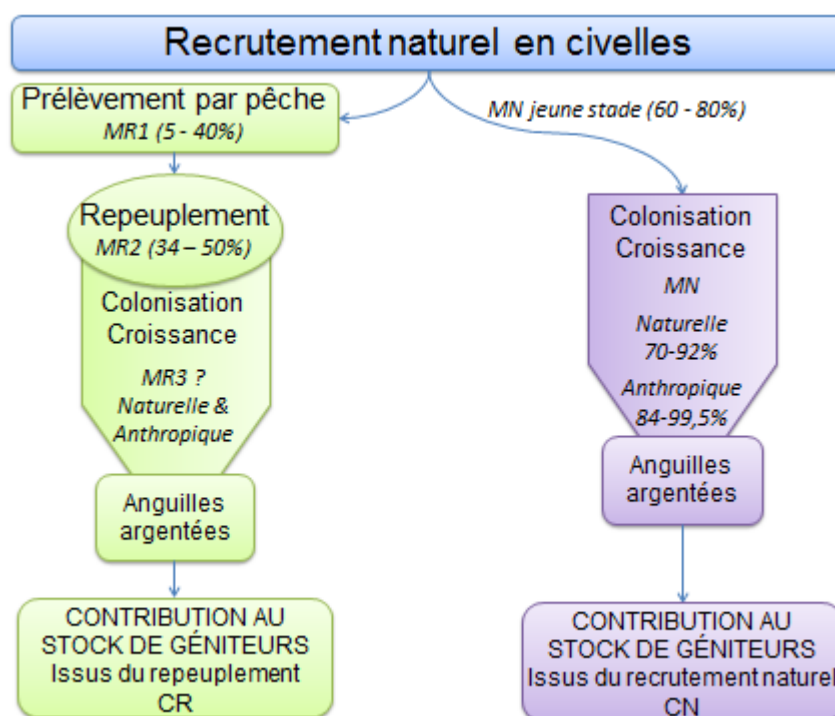 Recrutement naturel en civelles
Prélèvement par pêche
MR1 (5 - 40%)
MN jeune stade (60 - 80%)
Repeuplement
MR2 (34 – 50%)
Colonisation
Croissance
MR3 ?
Naturelle &
Anthropique
Anguilles
argentées
CONTRIBUTION AU
STOCK DE GÉNITEURS
Issus du repeuplement
CR
Colonisation
Croissance
MN
Naturelle
70-92%
Anthropique
84-99,5%
Anguilles
argentées
CONTRIBUTION AU
STOCK DE GÉNITEURS
Issus du recrutement naturel
CN